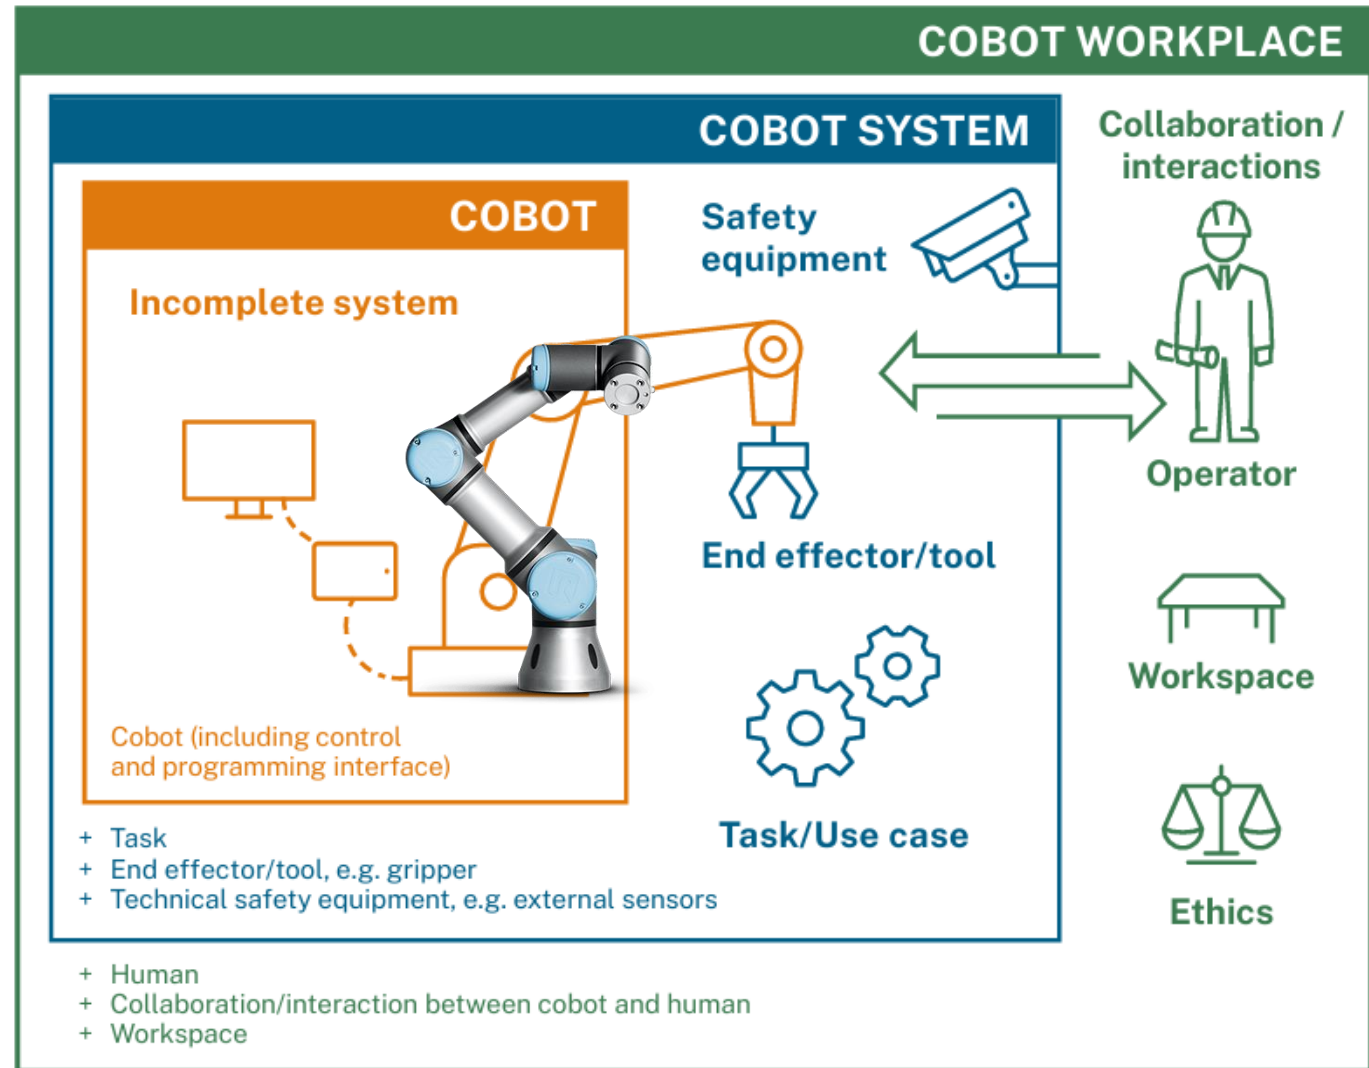 COBOT WORKPLACE
COBOT SYSTEM
Collaboration /
interactions
COBOT
Safety
equipment
Incomplete system
Operator
End effector/tool
Workspace
Cobot (including control
and programming interface)
Task/Use case
+ Task
+ End effector/tool, e.g. gripper
+ Technical safety equipment, e.g. external sensors
Ethics
+ Human
+ Collaboration/interaction between cobot and human
+ Workspace